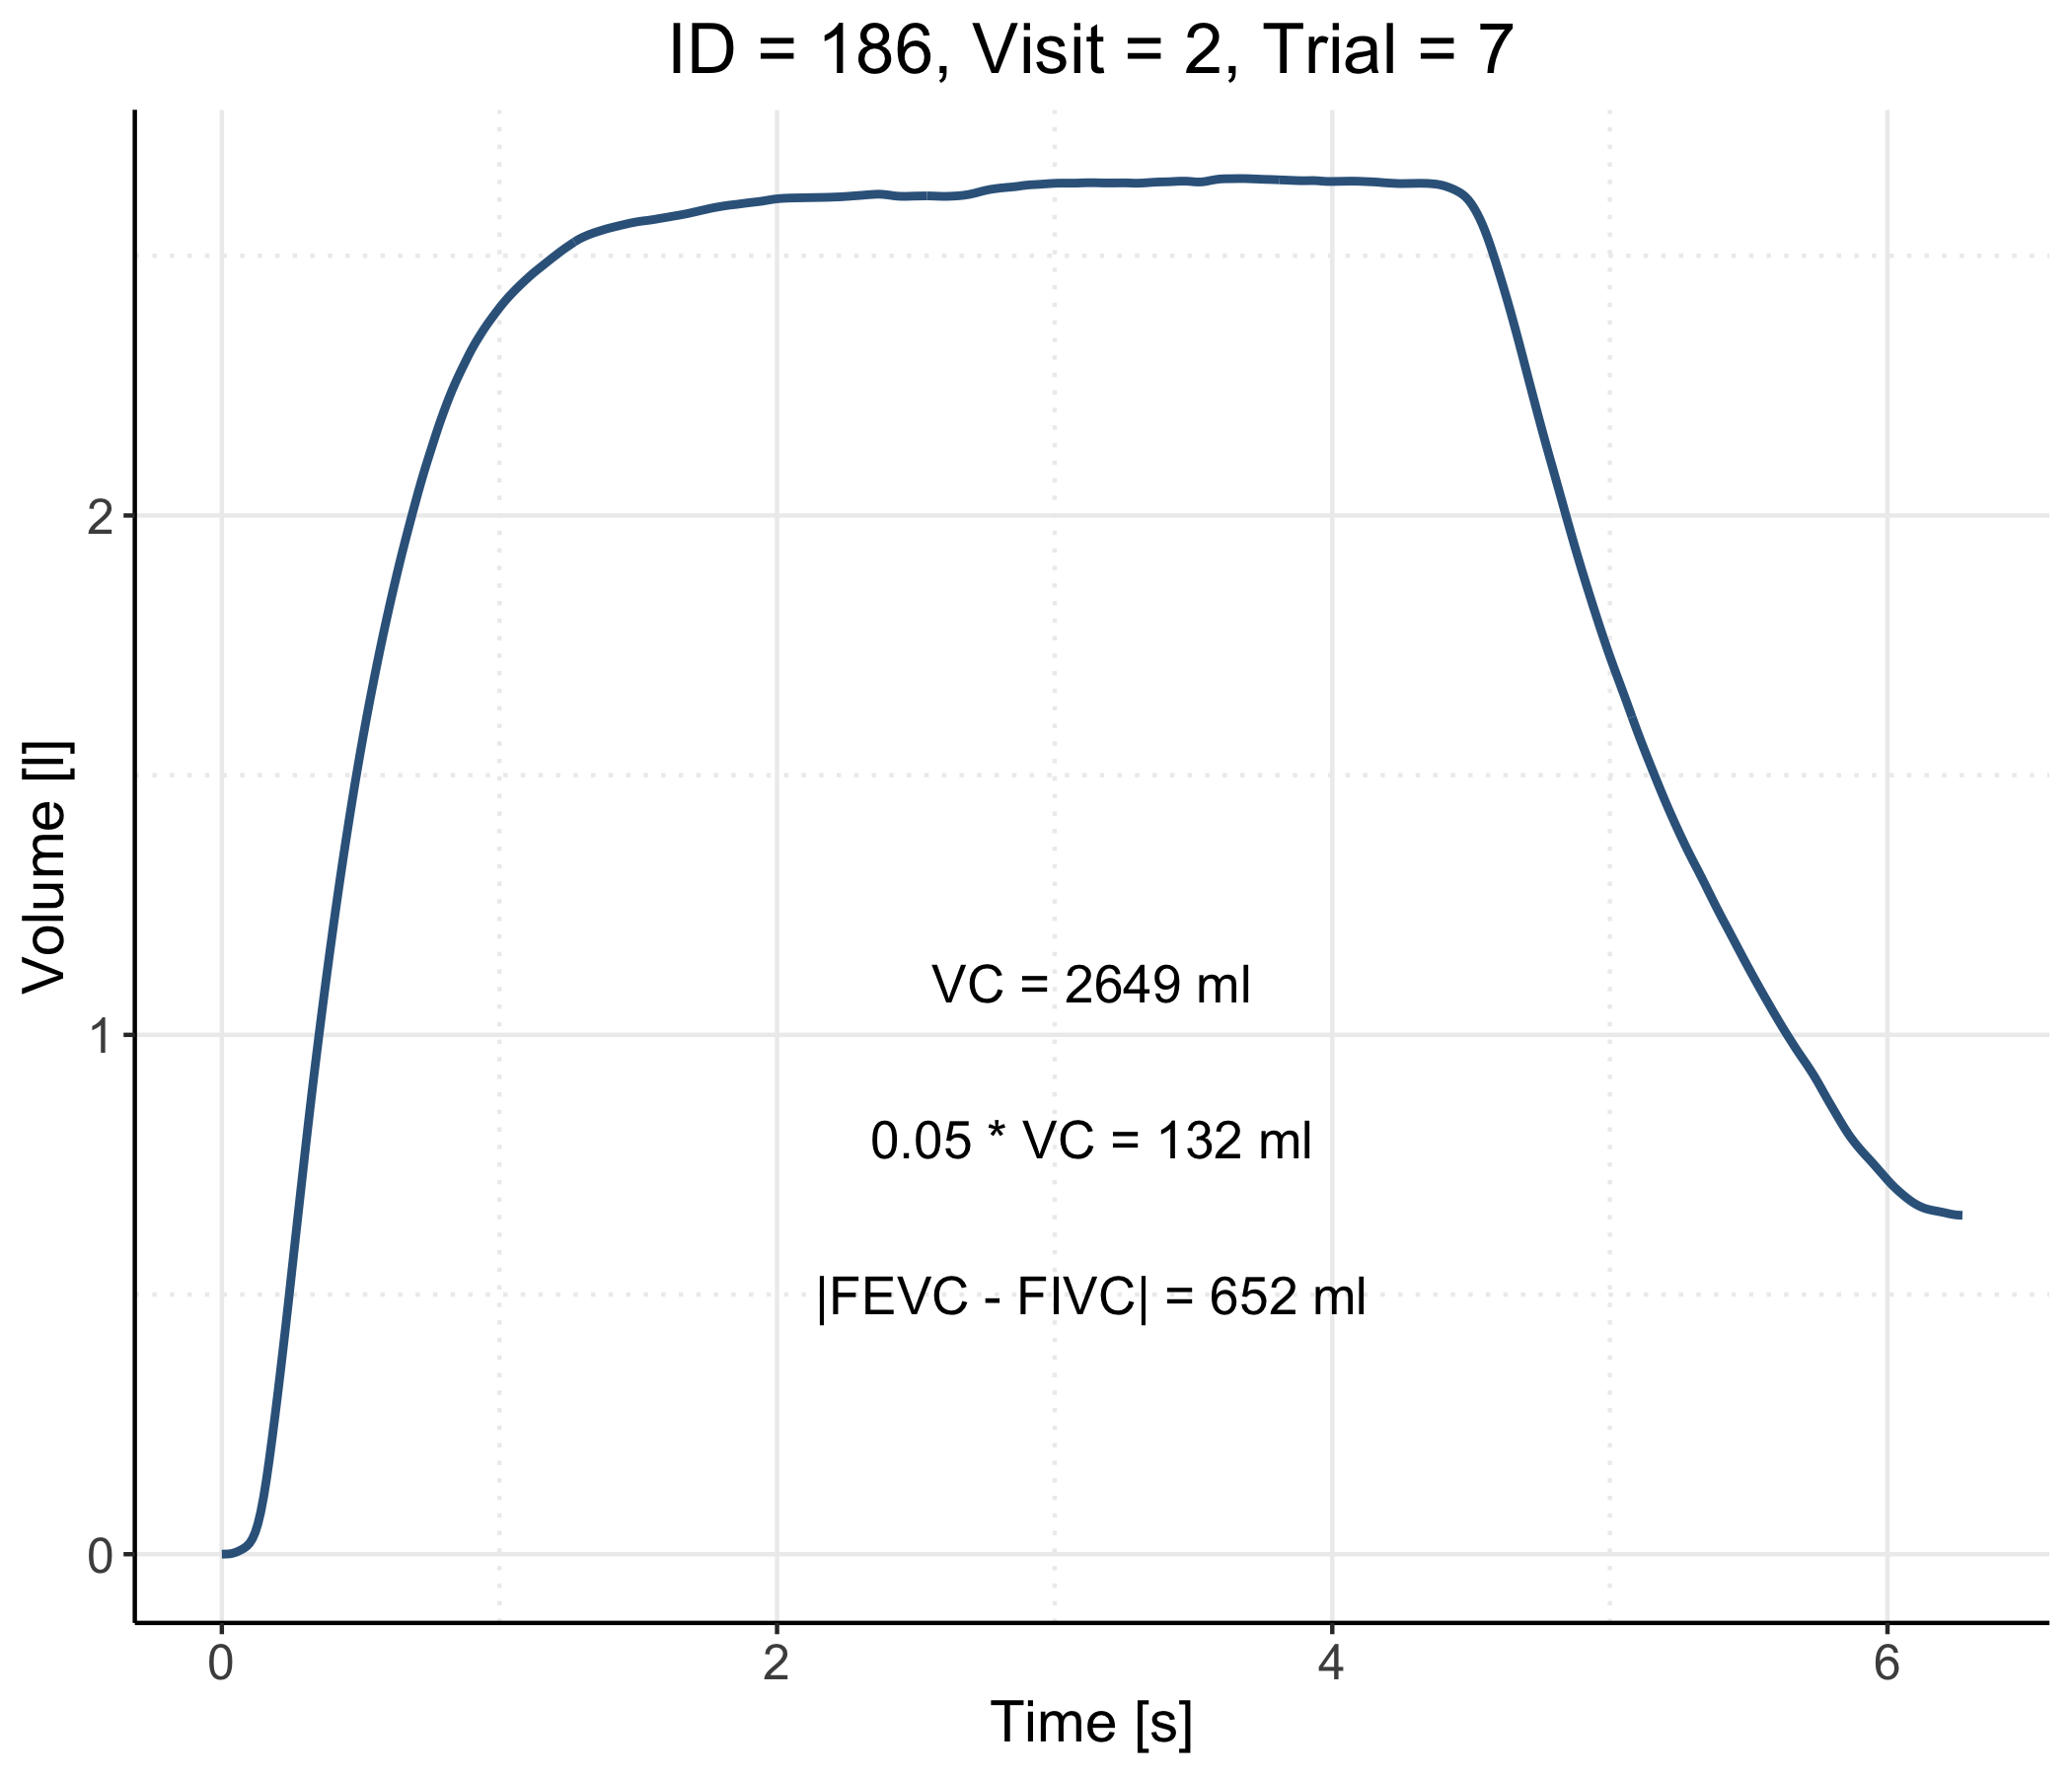 ID = 186, Visit = 2, Trial = 7
Volume [l]
2
1
0
VC = 2649 ml
0.05 * VC = 132 ml
|FEVC - FIVC| = 652 ml
0 2 4 6
Time [s]